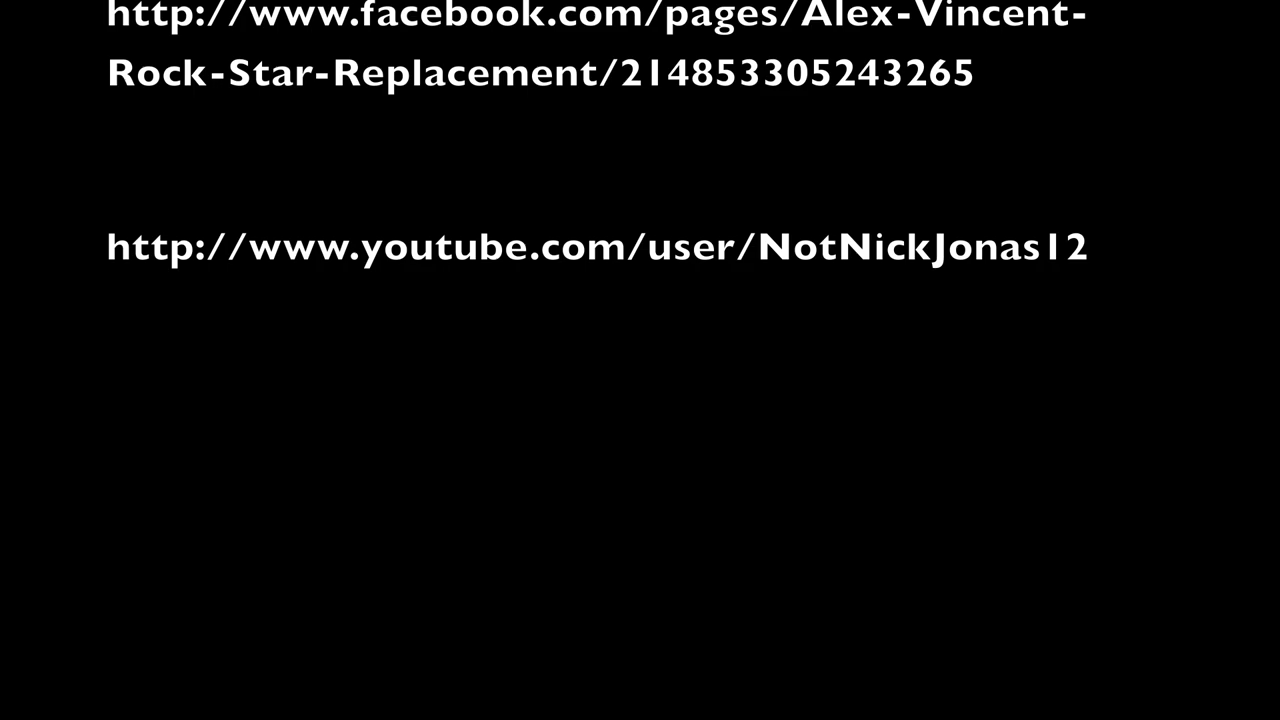 http://www.facebook.com/pages/Alex-Vincent-
Rock-Star-Replacement/214853305243265
http://www.youtube.com/user/NotNickJonas12